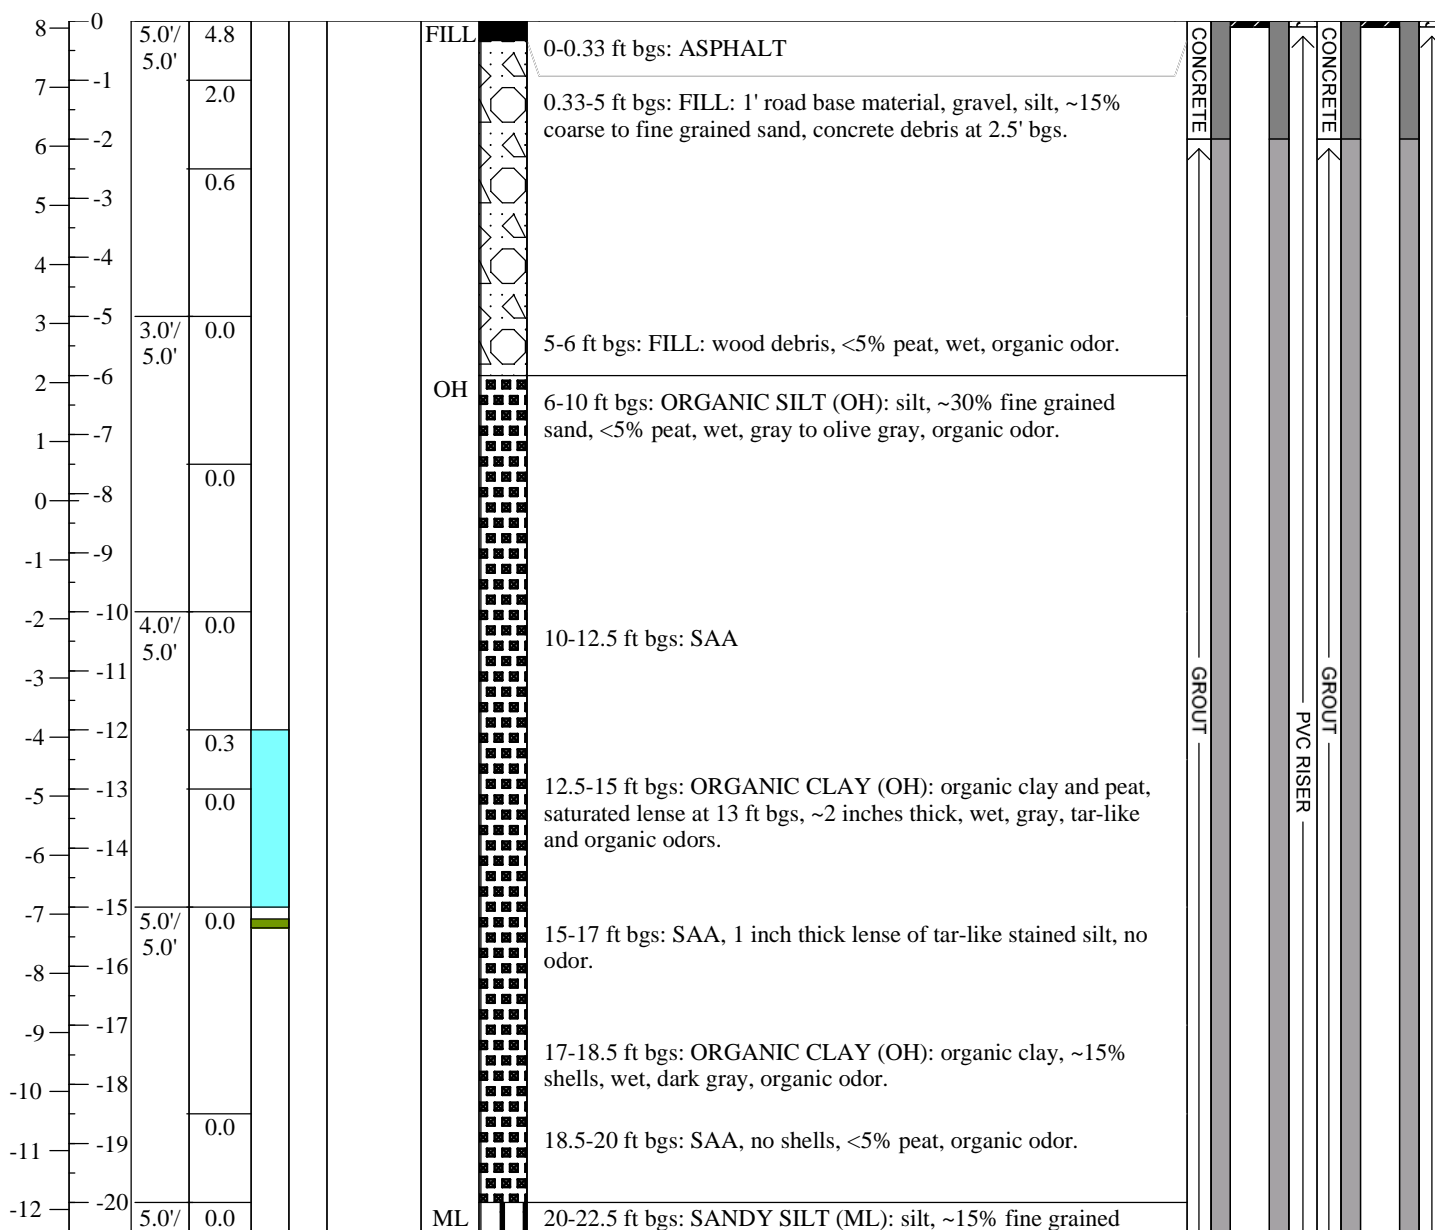 8 0 5.0'/ 4.8 FILL
5.0'
0-0.33 ft bgs: ASPHALT
CONCRETE
CONCRETE
7 -1
2.0
0.33-5 ft bgs: FILL: 1' road base material, gravel, silt, ~15%
coarse to fine grained sand, concrete debris at 2.5' bgs.
6 -2
0.6
5 -3
4 -4
3 -5
3.0'/ 0.0
5.0'
5-6 ft bgs: FILL: wood debris, <5% peat, wet, organic odor.
2 -6
OH
6-10 ft bgs: ORGANIC SILT (OH): silt, ~30% fine grained
sand, <5% peat, wet, gray to olive gray, organic odor.
1 -7
0.0
0 -8
-1 -9
-2 -10
4.0'/ 0.0
5.0'
10-12.5 ft bgs: SAA
-3 -11
GROUT
GROUT
PVC RISER
-4 -12
0.3
-5 -13
0.0
12.5-15 ft bgs: ORGANIC CLAY (OH): organic clay and peat,
saturated lense at 13 ft bgs, ~2 inches thick, wet, gray, tar-like
and organic odors.
-6 -14
-7 -15
5.0'/ 0.0
5.0'
15-17 ft bgs: SAA, 1 inch thick lense of tar-like stained silt, no
odor.
-8 -16
-9 -17
17-18.5 ft bgs: ORGANIC CLAY (OH): organic clay, ~15%
shells, wet, dark gray, organic odor.
-10 -18
0.0
-11 -19
18.5-20 ft bgs: SAA, no shells, <5% peat, organic odor.
-12 -20
5.0'/ 0.0 ML
20-22.5 ft bgs: SANDY SILT (ML): silt, ~15% fine grained